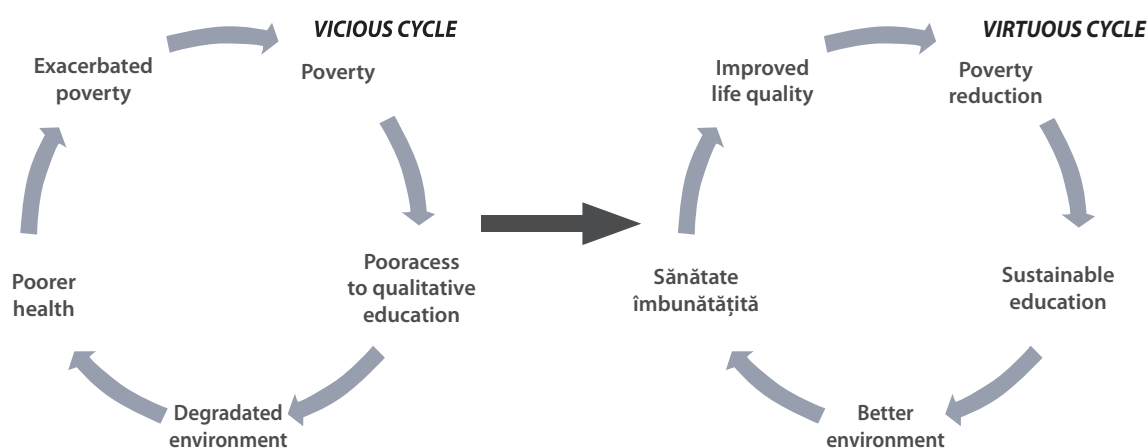 VICIOUS CYCLE
Poverty
Pooracess
to qualitative
education
Degradated
environment
Poorer
health
Exacerbated
poverty
VIRTUOUS CYCLE
Poverty
reduction
Sustainable
education
Better
environment
Sănătate
îmbunătățită
Improved
life quality